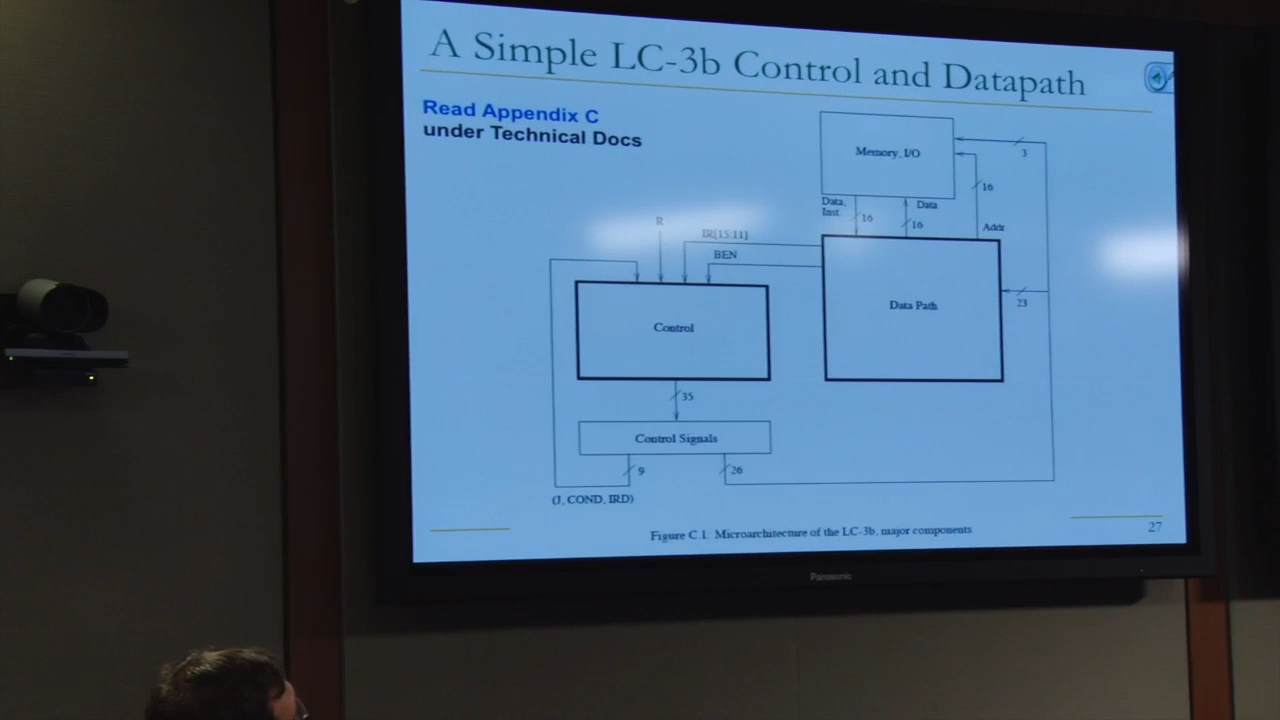 A Simple LC-3b Control and Datapath
Read Appendix C
under Technical Docs
Memory, I/O
3
16
Data,
Inst.
16
Data
16
Addr
R
IR[15:11]
BEN
Control
Data Path
23
35
Control Signals
9
26
(J, COND, IRD)
Figure C.1: Microarchitecture of the LC-3b, major components
27
Panasonic